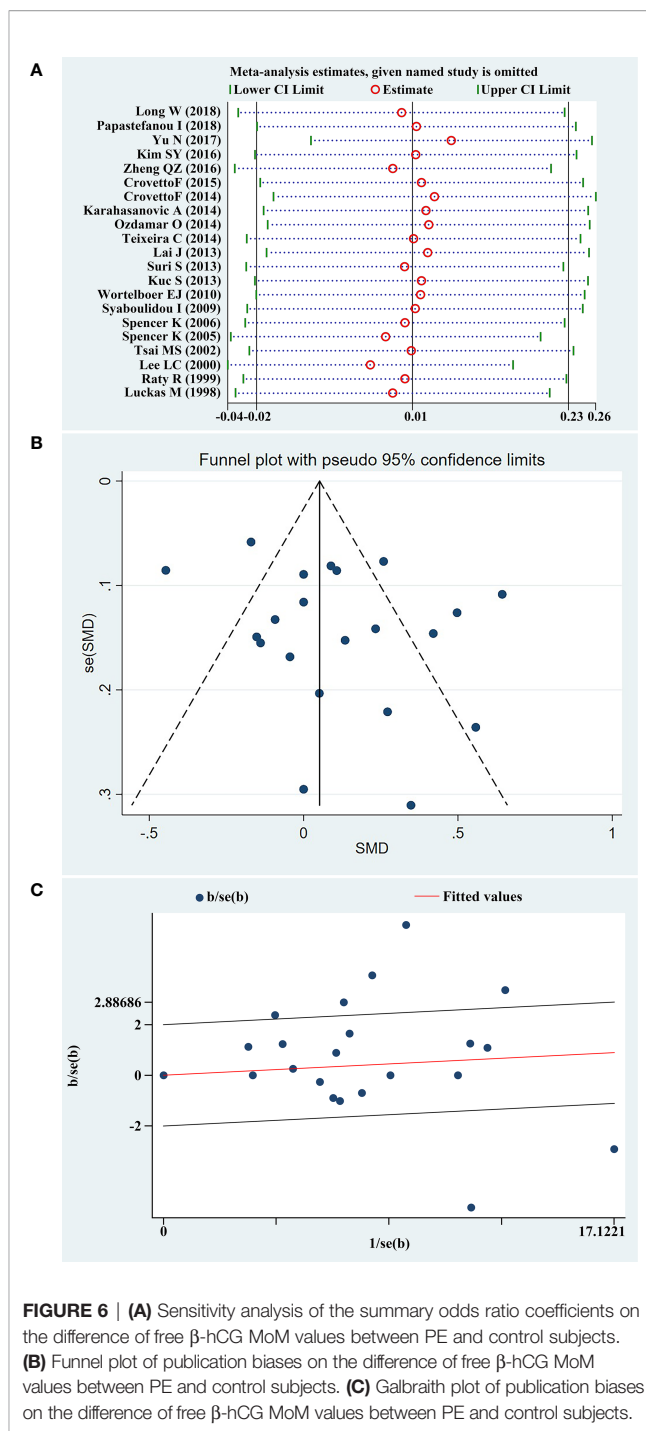 A
Meta-analysis estimates, given named study is omitted
Lower CI Limit Estimate Upper CI Limit
Long W (2018)
Papastefanou I (2018)
Yu N (2017)
Kim SY (2016)
Zheng QZ (2016)
CrovettoF (2015)
CrovettoF (2014)
Karahasanovic A (2014)
Ozdamar O (2014)
Teixeira C (2014)
Lai J (2013)
Suri S (2013)
Kuc S (2013)
Wortelboer EJ (2010)
Syaboulidou I (2009)
Spencer K (2006)
Spencer K (2005)
Tsai MS (2002)
Lee LC (2000)
Raty R (1999)
Luckas M (1998)
-0.04 -0.02 0.01 0.23 0.26
B
Funnel plot with pseudo 95% confidence limits
0
.1
.2
.3
se(SMD)
-.5 0 .5 1
SMD
C
b/se(b) Fitted values
2.88686
2
0
-2
b/se(b)
0 17.1221
1/se(b)
FIGURE 6 | (A) Sensitivity analysis of the summary odds ratio coefficients on
the difference of free β-hCG MoM values between PE and control subjects.
(B) Funnel plot of publication biases on the difference of free β-hCG MoM
values between PE and control subjects. (C) Galbraith plot of publication biases
on the difference of free β-hCG MoM values between PE and control subjects.